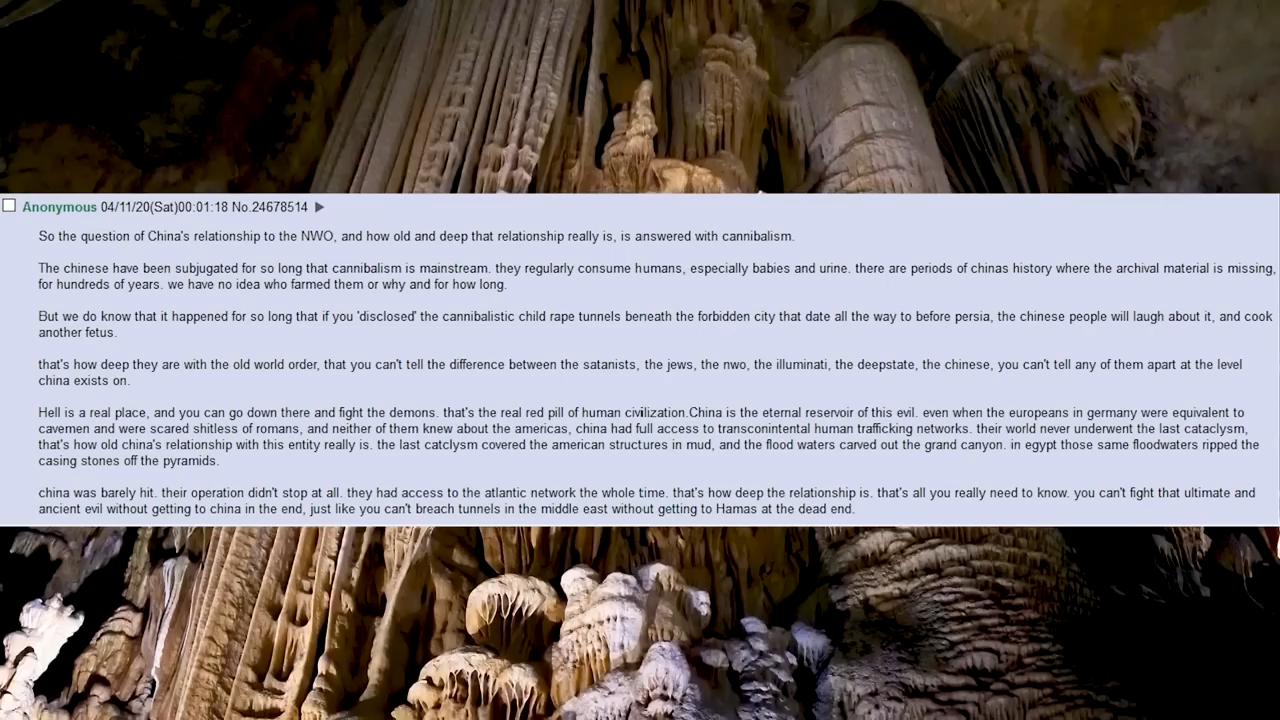 Anonymous 04/11/20(Sat)00:01:18 No.24678514 ▶
So the question of China's relationship to the NWO, and how old and deep that relationship really is, is answered with cannibalism.
The chinese have been subjugated for so long that cannibalism is mainstream. they regularly consume humans, especially babies and urine. there are periods of chinas history where the archival material is missing,
for hundreds of years. we have no idea who farmed them or why and for how long.
But we do know that it happened for so long that if you 'disclosed' the cannibalistic child rape tunnels beneath the forbidden city that date all the way to before persia, the chinese people will laugh about it, and cook
another fetus.
that's how deep they are with the old world order, that you can't tell the difference between the satanists, the jews, the nwo, the illuminati, the deepstate, the chinese, you can't tell any of them apart at the level
china exists on.
Hell is a real place, and you can go down there and fight the demons. that's the real red pill of human civilization.China is the eternal reservoir of this evil. even when the europeans in germany were equivalent to
cavemen and were scared shitless of romans, and neither of them knew about the americas, china had full access to transconintental human trafficking networks. their world never underwent the last cataclysm,
that's how old china's relationship with this entity really is. the last catclysm covered the american structures in mud, and the flood waters carved out the grand canyon. in egypt those same floodwaters ripped the
casing stones off the pyramids.
china was barely hit. their operation didn't stop at all. they had access to the atlantic network the whole time. that's how deep the relationship is. that's all you really need to know. you can't fight that ultimate and
ancient evil without getting to china in the end, just like you can't breach tunnels in the middle east without getting to Hamas at the dead end.